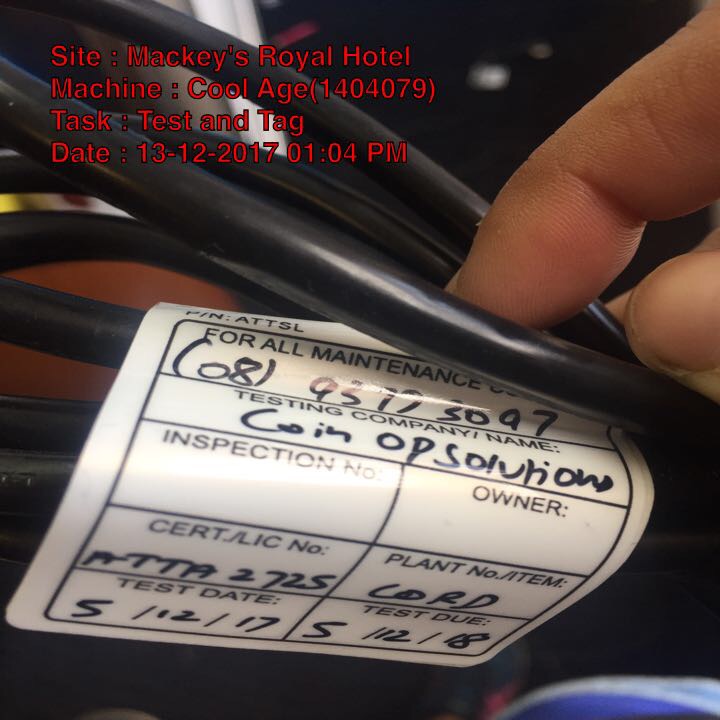 Site : Mackey's Royal Hotel
Machine : Cool Age(1404079)
Task : Test and Tag
Date : 13-12-2017 01:04 PM
P/N: ATTSL
FOR ALL MAINTENANCE
(08) 9379 3097
TESTING COMPANY/ NAME:
Coin OP Solutions
INSPECTION No:
OWNER:
CERT./LIC No:
PLANT No./ITEM:
ATTA 2725
CORD
TEST DATE:
TEST DUE:
5 /12 / 17
5 /12 / 18